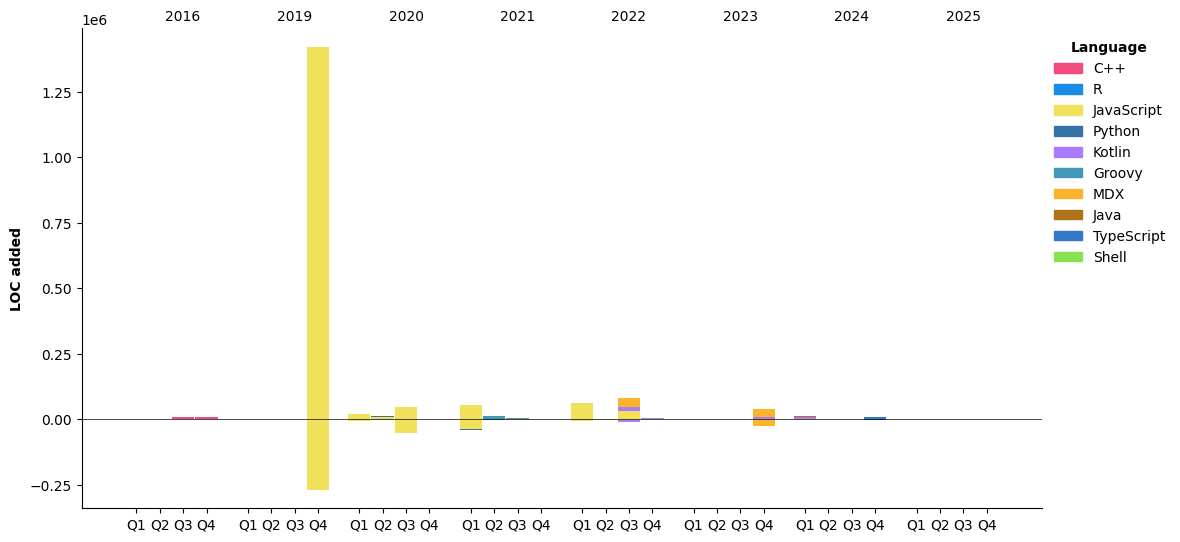 2016 2019 2020 2021 2022 2023 2024 2025
1e6
Language
C++
R
JavaScript
Python
Kotlin
Groovy
MDX
Java
TypeScript
Shell
LOC added
1.25
1.00
0.75
0.50
0.25
0.00
−0.25
Q1 Q2 Q3 Q4 Q1 Q2 Q3 Q4 Q1 Q2 Q3 Q4 Q1 Q2 Q3 Q4 Q1 Q2 Q3 Q4 Q1 Q2 Q3 Q4 Q1 Q2 Q3 Q4 Q1 Q2 Q3 Q4